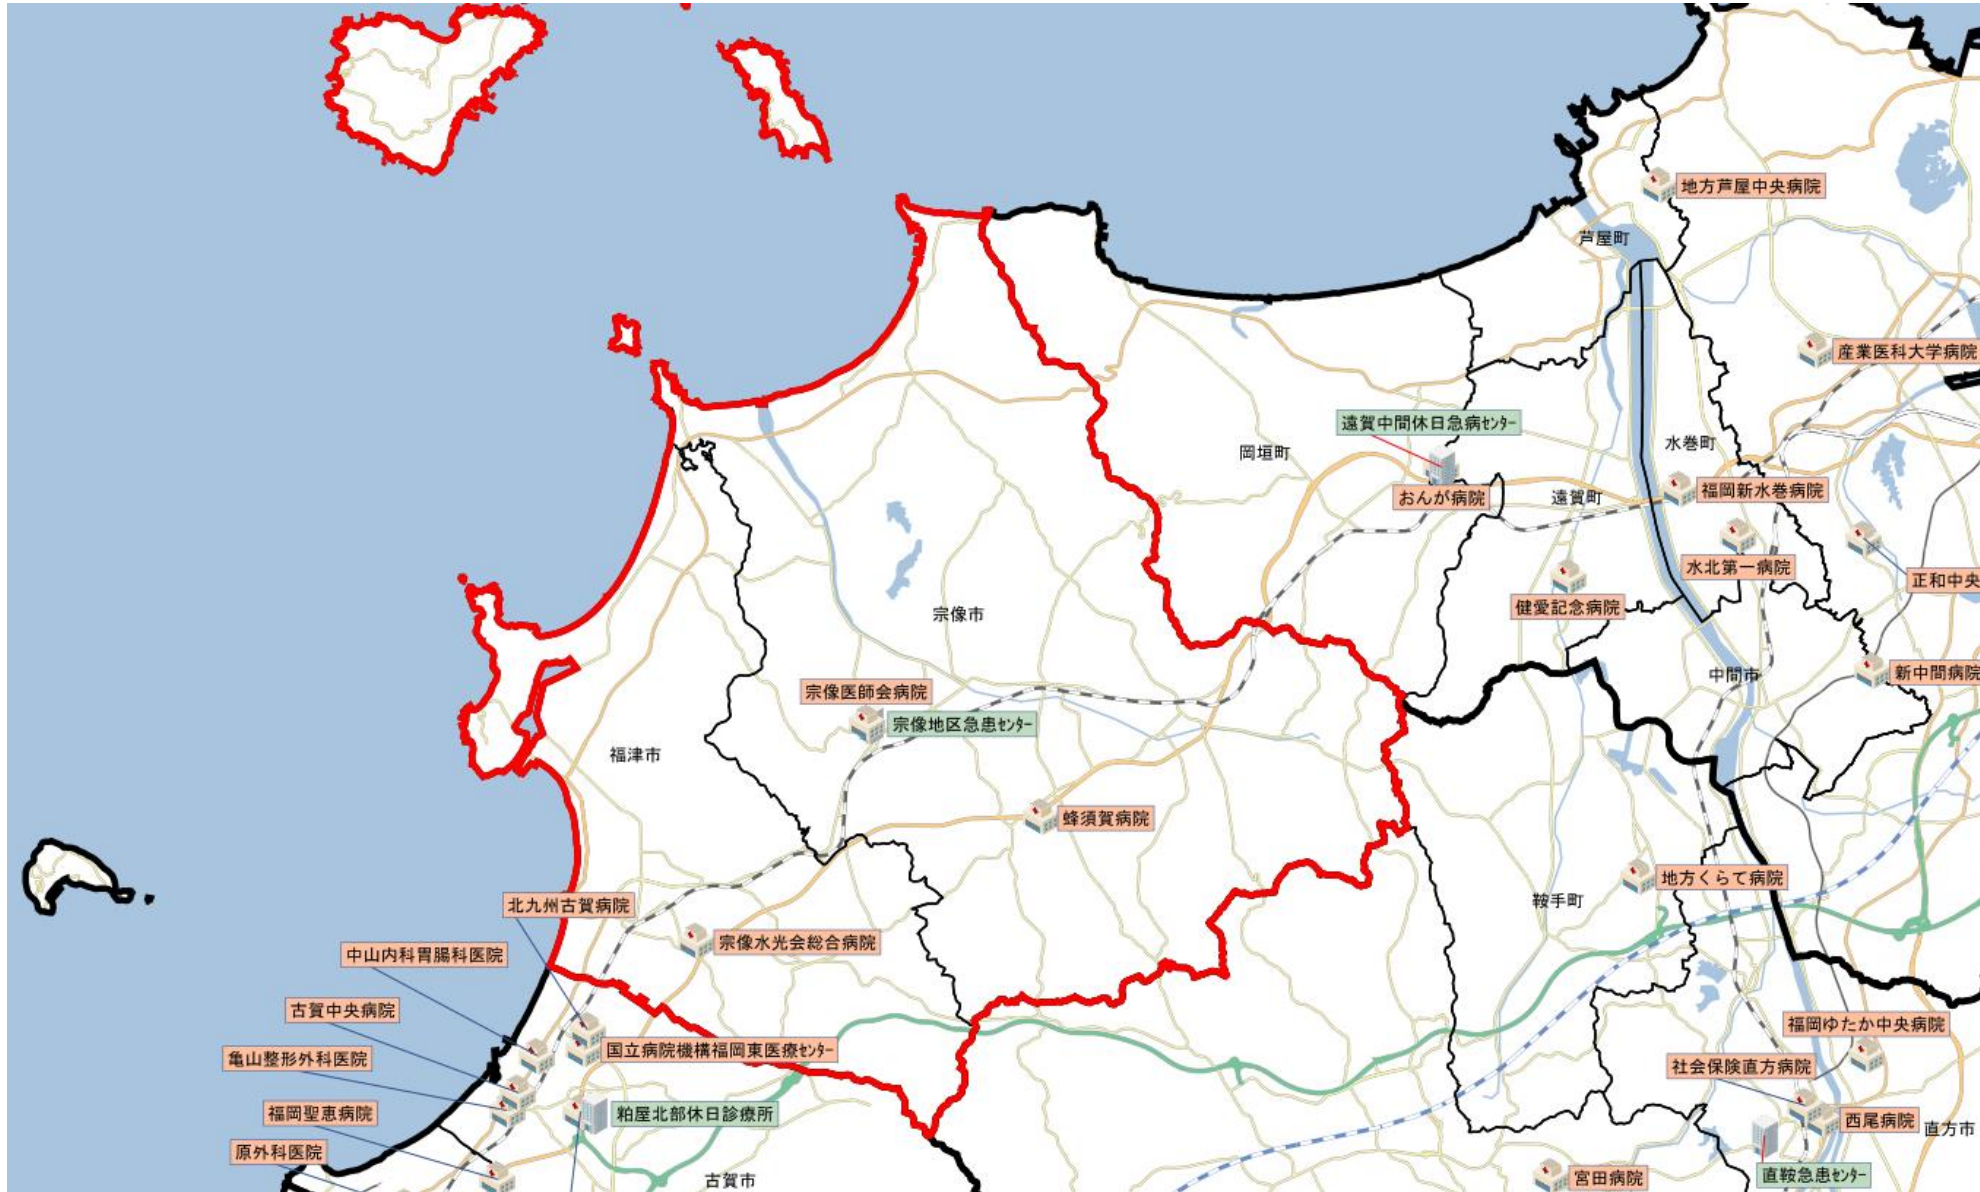 地方芦屋中央病院
芦屋町
産業医科大学病院
遠賀中間休日急病ｾﾝﾀｰ
水巻町
岡垣町
おんが病院
遠賀町
福岡新水巻病院
水北第一病院
正和中央
健愛記念病院
宗像市
新中間病院
中間市
宗像医師会病院
宗像地区急患ｾﾝﾀｰ
福津市
蜂須賀病院
地方くらて病院
鞍手町
北九州古賀病院
宗像水光会総合病院
中山内科胃腸科医院
古賀中央病院
福岡ゆたか中央病院
国立病院機構福岡東医療ｾﾝﾀｰ
亀山整形外科医院
社会保険直方病院
福岡聖恵病院
粕屋北部休日診療所
西尾病院
直方市
原外科医院
古賀市
宮田病院
直鞍急患ｾﾝﾀｰ